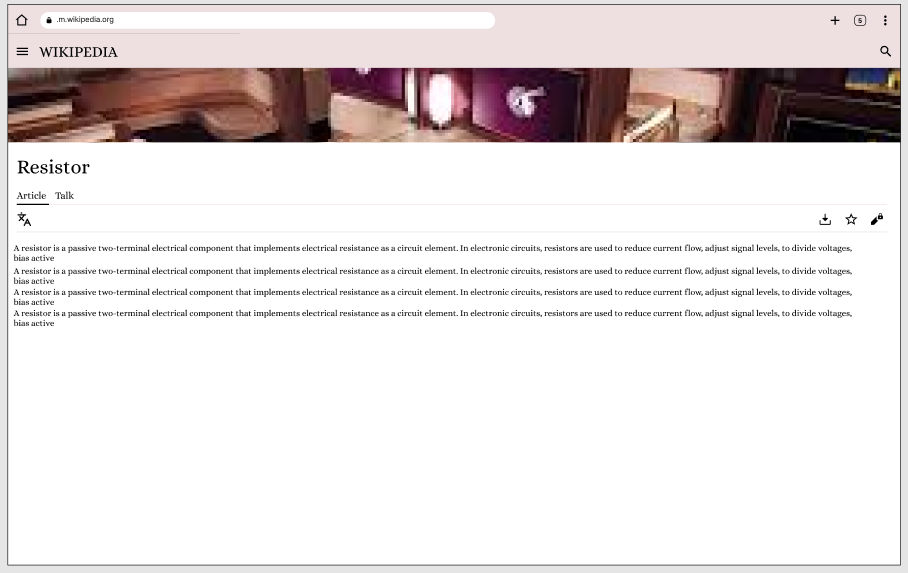 .m.wikipedia.org
5
WIKIPEDIA
Resistor
Article Talk
A resistor is a passive two-terminal electrical component that implements electrical resistance as a circuit element. In electronic circuits, resistors are used to reduce current flow, adjust signal levels, to divide voltages,
bias active
A resistor is a passive two-terminal electrical component that implements electrical resistance as a circuit element. In electronic circuits, resistors are used to reduce current flow, adjust signal levels, to divide voltages,
bias active
A resistor is a passive two-terminal electrical component that implements electrical resistance as a circuit element. In electronic circuits, resistors are used to reduce current flow, adjust signal levels, to divide voltages,
bias active
A resistor is a passive two-terminal electrical component that implements electrical resistance as a circuit element. In electronic circuits, resistors are used to reduce current flow, adjust signal levels, to divide voltages,
bias active